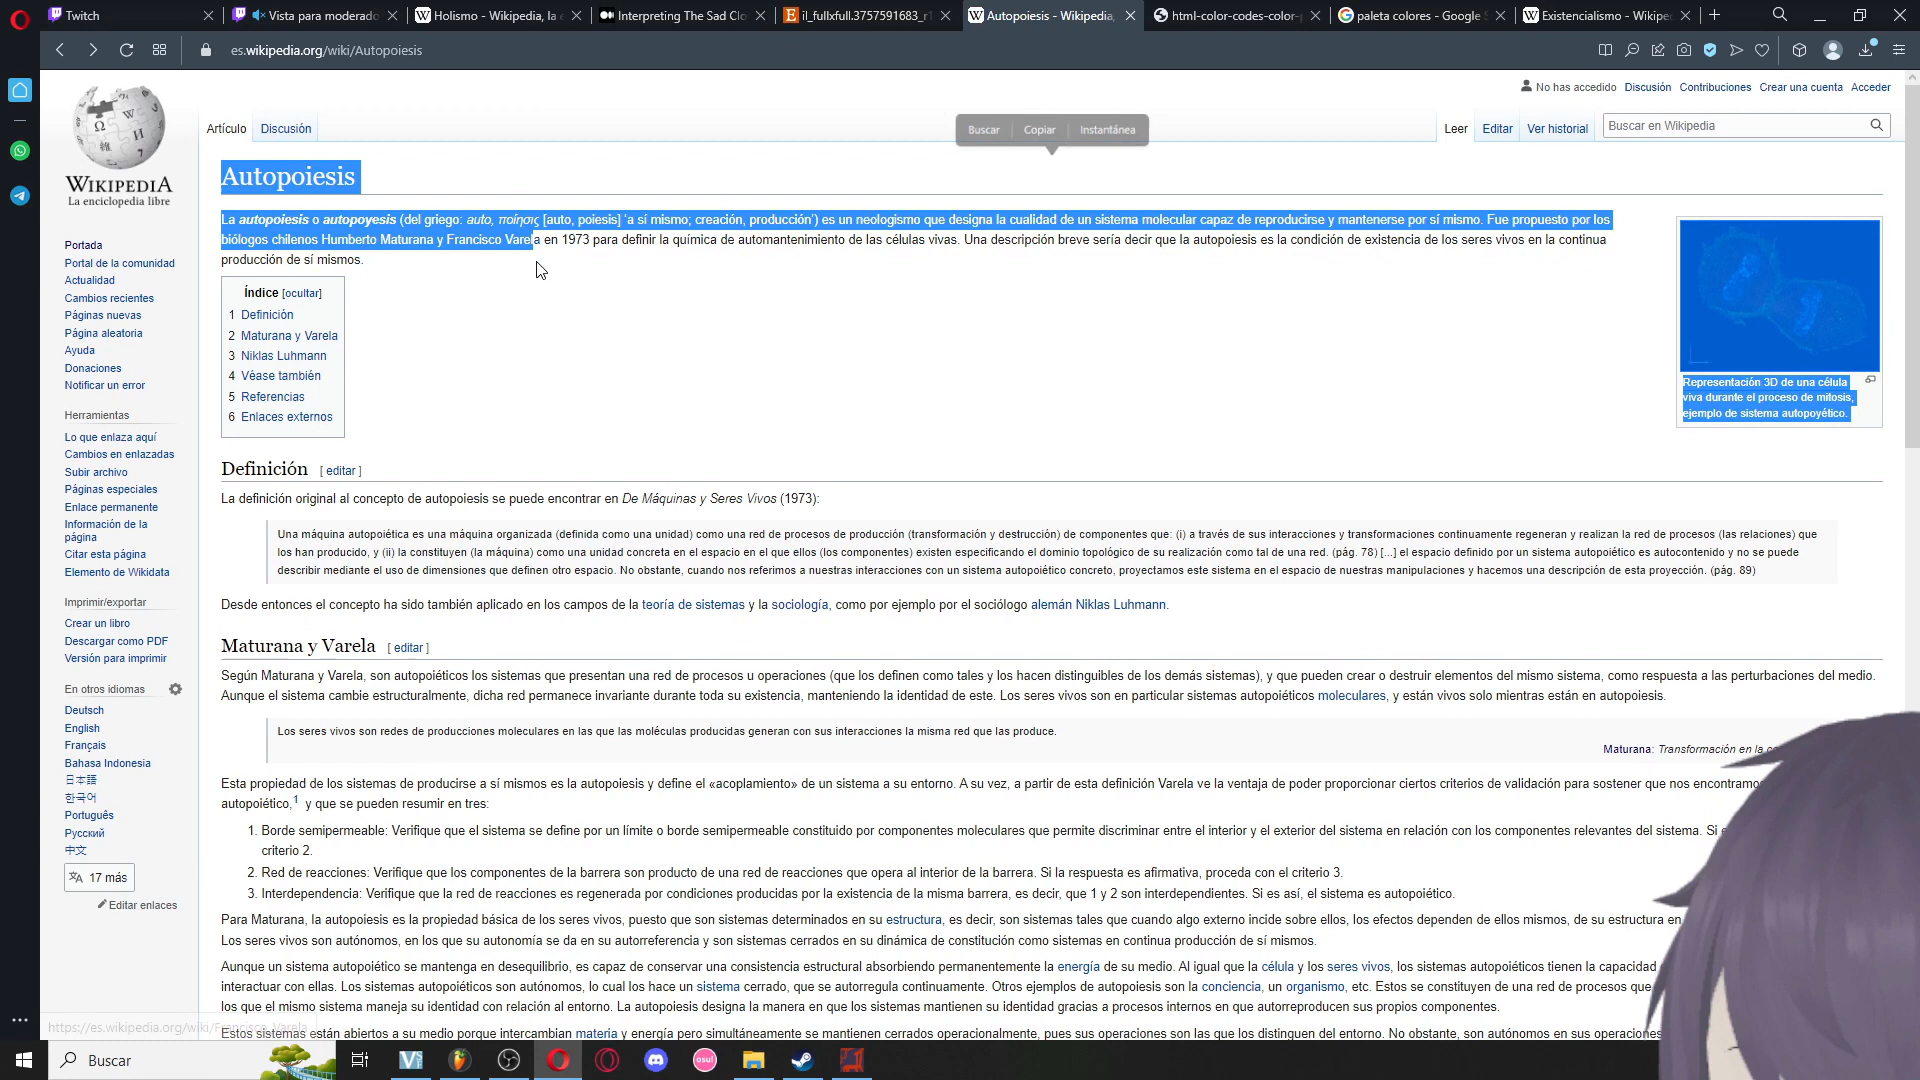 Twitch
Vista para moderado
Holismo - Wikipedia, la e
Interpreting The Sad Clo
il_fullxfull.3757591683_r1
Autopoiesis - Wikipedia,
html-color-codes-color-
paleta colores - Google S
Existencialismo - Wikipe
es.wikipedia.org/wiki/Autopoiesis
No has accedido Discusión Contribuciones Crear una cuenta Acceder
Artículo Discusión
Buscar Copiar Instantánea
Leer Editar Ver historial
Buscar en Wikipedia
WIKIPEDIA
La enciclopedia libre
Portada
Portal de la comunidad
Actualidad
Cambios recientes
Páginas nuevas
Página aleatoria
Ayuda
Donaciones
Notificar un error
Herramientas
Lo que enlaza aquí
Cambios en enlazadas
Subir archivo
Páginas especiales
Enlace permanente
Información de la
página
Citar esta página
Elemento de Wikidata
Imprimir/exportar
Crear un libro
Descargar como PDF
Versión para imprimir
En otros idiomas
Deutsch
English
Français
Bahasa Indonesia
日本語
한국어
Português
Русский
中文
17 más
Editar enlaces
Autopoiesis
La autopoiesis o autopoyesis (del griego: auto, ποίησις [auto, poiesis] ‘a sí mismo; creación, producción’) es un neologismo que designa la cualidad de un sistema molecular capaz de reproducirse y mantenerse por sí mismo. Fue propuesto por los
biólogos chilenos Humberto Maturana y Francisco Varela en 1973 para definir la química de automantenimiento de las células vivas. Una descripción breve sería decir que la autopoiesis es la condición de existencia de los seres vivos en la continua
producción de sí mismos.
Representación 3D de una célula
viva durante el proceso de mitosis,
ejemplo de sistema autopoyético.
Índice [ocultar]
1 Definición
2 Maturana y Varela
3 Niklas Luhmann
4 Véase también
5 Referencias
6 Enlaces externos
Definición [ editar ]
La definición original al concepto de autopoiesis se puede encontrar en De Máquinas y Seres Vivos (1973):
Una máquina autopoiética es una máquina organizada (definida como una unidad) como una red de procesos de producción (transformación y destrucción) de componentes que: (i) a través de sus interacciones y transformaciones continuamente regeneran y realizan la red de procesos (las relaciones) que
los han producido, y (ii) la constituyen (la máquina) como una unidad concreta en el espacio en el que ellos (los componentes) existen especificando el dominio topológico de su realización como tal de una red. (pág. 78) [...] el espacio definido por un sistema autopoiético es autocontenido y no se puede
describir mediante el uso de dimensiones que definen otro espacio. No obstante, cuando nos referimos a nuestras interacciones con un sistema autopoiético concreto, proyectamos este sistema en el espacio de nuestras manipulaciones y hacemos una descripción de esta proyección. (pág. 89)
Desde entonces el concepto ha sido también aplicado en los campos de la teoría de sistemas y la sociología, como por ejemplo por el sociólogo alemán Niklas Luhmann.
Maturana y Varela [ editar ]
Según Maturana y Varela, son autopoiéticos los sistemas que presentan una red de procesos u operaciones (que los definen como tales y los hacen distinguibles de los demás sistemas), y que pueden crear o destruir elementos del mismo sistema, como respuesta a las perturbaciones del medio.
Aunque el sistema cambie estructuralmente, dicha red permanece invariante durante toda su existencia, manteniendo la identidad de este. Los seres vivos son en particular sistemas autopoiéticos moleculares, y están vivos solo mientras están en autopoiesis.
Los seres vivos son redes de producciones moleculares en las que las moléculas producidas generan con sus interacciones la misma red que las produce.
Maturana: Transformación en la co
Esta propiedad de los sistemas de producirse a sí mismos es la autopoiesis y define el «acoplamiento» de un sistema a su entorno. A su vez, a partir de esta definición Varela ve la ventaja de poder proporcionar ciertos criterios de validación para sostener que nos encontramo
autopoiético,1 y que se pueden resumir en tres:
1. Borde semipermeable: Verifique que el sistema se define por un límite o borde semipermeable constituido por componentes moleculares que permite discriminar entre el interior y el exterior del sistema en relación con los componentes relevantes del sistema. Si
criterio 2.
2. Red de reacciones: Verifique que los componentes de la barrera son producto de una red de reacciones que opera al interior de la barrera. Si la respuesta es afirmativa, proceda con el criterio 3.
3. Interdependencia: Verifique que la red de reacciones es regenerada por condiciones producidas por la existencia de la misma barrera, es decir, que 1 y 2 son interdependientes. Si es así, el sistema es autopoiético.
Para Maturana, la autopoiesis es la propiedad básica de los seres vivos, puesto que son sistemas determinados en su estructura, es decir, son sistemas tales que cuando algo externo incide sobre ellos, los efectos dependen de ellos mismos, de su estructura en
Los seres vivos son autónomos, en los que su autonomía se da en su autorreferencia y son sistemas cerrados en su dinámica de constitución como sistemas en continua producción de sí mismos.
Aunque un sistema autopoiético se mantenga en desequilibrio, es capaz de conservar una consistencia estructural absorbiendo permanentemente la energía de su medio. Al igual que la célula y los seres vivos, los sistemas autopoiéticos tienen la capacidad
interactuar con ellas. Los sistemas autopoiéticos son autónomos, lo cual los hace un sistema cerrado, que se autorregula continuamente. Otros ejemplos de autopoiesis son la conciencia, un organismo, etc. Estos se constituyen de una red de procesos que
los que el mismo sistema maneja su identidad con relación al entorno. La autopoiesis designa la manera en que los sistemas mantienen su identidad gracias a procesos internos en que autorreproducen sus propios componentes.
Estos sistemas están abiertos a su medio porque intercambian materia y energía pero simultáneamente se mantienen cerrados operacionalmente, pues sus operaciones son las que los distinguen del entorno. No obstante, son autónomos en sus operaciones
https://es.wikipedia.org/wiki/Francisco_Varela
Buscar
osu!